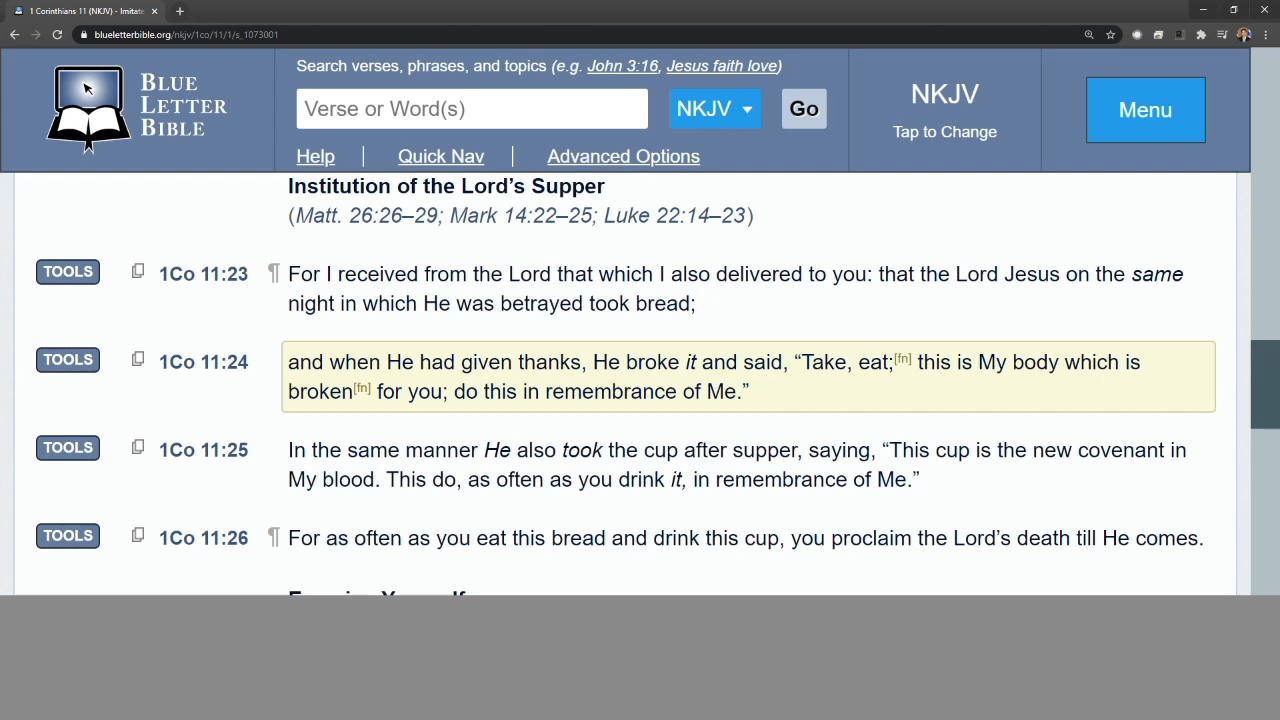 1 Corinthians 11 (NKJV) - Imitate
blueletterbible.org/nkjv/1co/11/1/s_1073001
BLUE
LETTER
BIBLE
Search verses, phrases, and topics (e.g. John 3:16, Jesus faith love)
Verse or Word(s)
NKJV
Go
Help
Quick Nav
Advanced Options
NKJV
Tap to Change
Menu
Institution of the Lord’s Supper
(Matt. 26:26–29; Mark 14:22–25; Luke 22:14–23)
TOOLS 1Co 11:23 ¶ For I received from the Lord that which I also delivered to you: that the Lord Jesus on the same
night in which He was betrayed took bread;
TOOLS 1Co 11:24 and when He had given thanks, He broke it and said, “Take, eat;[fn] this is My body which is
broken[fn] for you; do this in remembrance of Me.”
TOOLS 1Co 11:25 In the same manner He also took the cup after supper, saying, “This cup is the new covenant in
My blood. This do, as often as you drink it, in remembrance of Me.”
TOOLS 1Co 11:26 ¶ For as often as you eat this bread and drink this cup, you proclaim the Lord’s death till He comes.